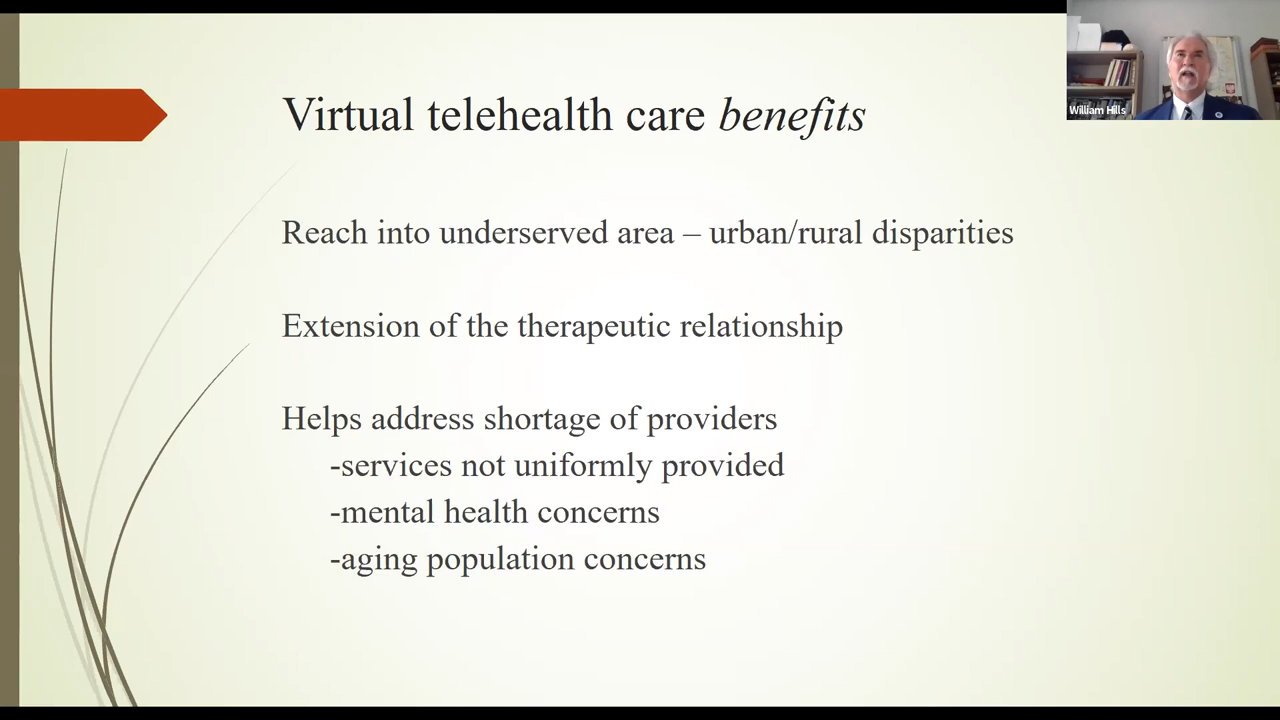 Virtual telehealth care benefits
William Hills
Reach into underserved area – urban/rural disparities
Extension of the therapeutic relationship
Helps address shortage of providers
-services not uniformly provided
-mental health concerns
-aging population concerns